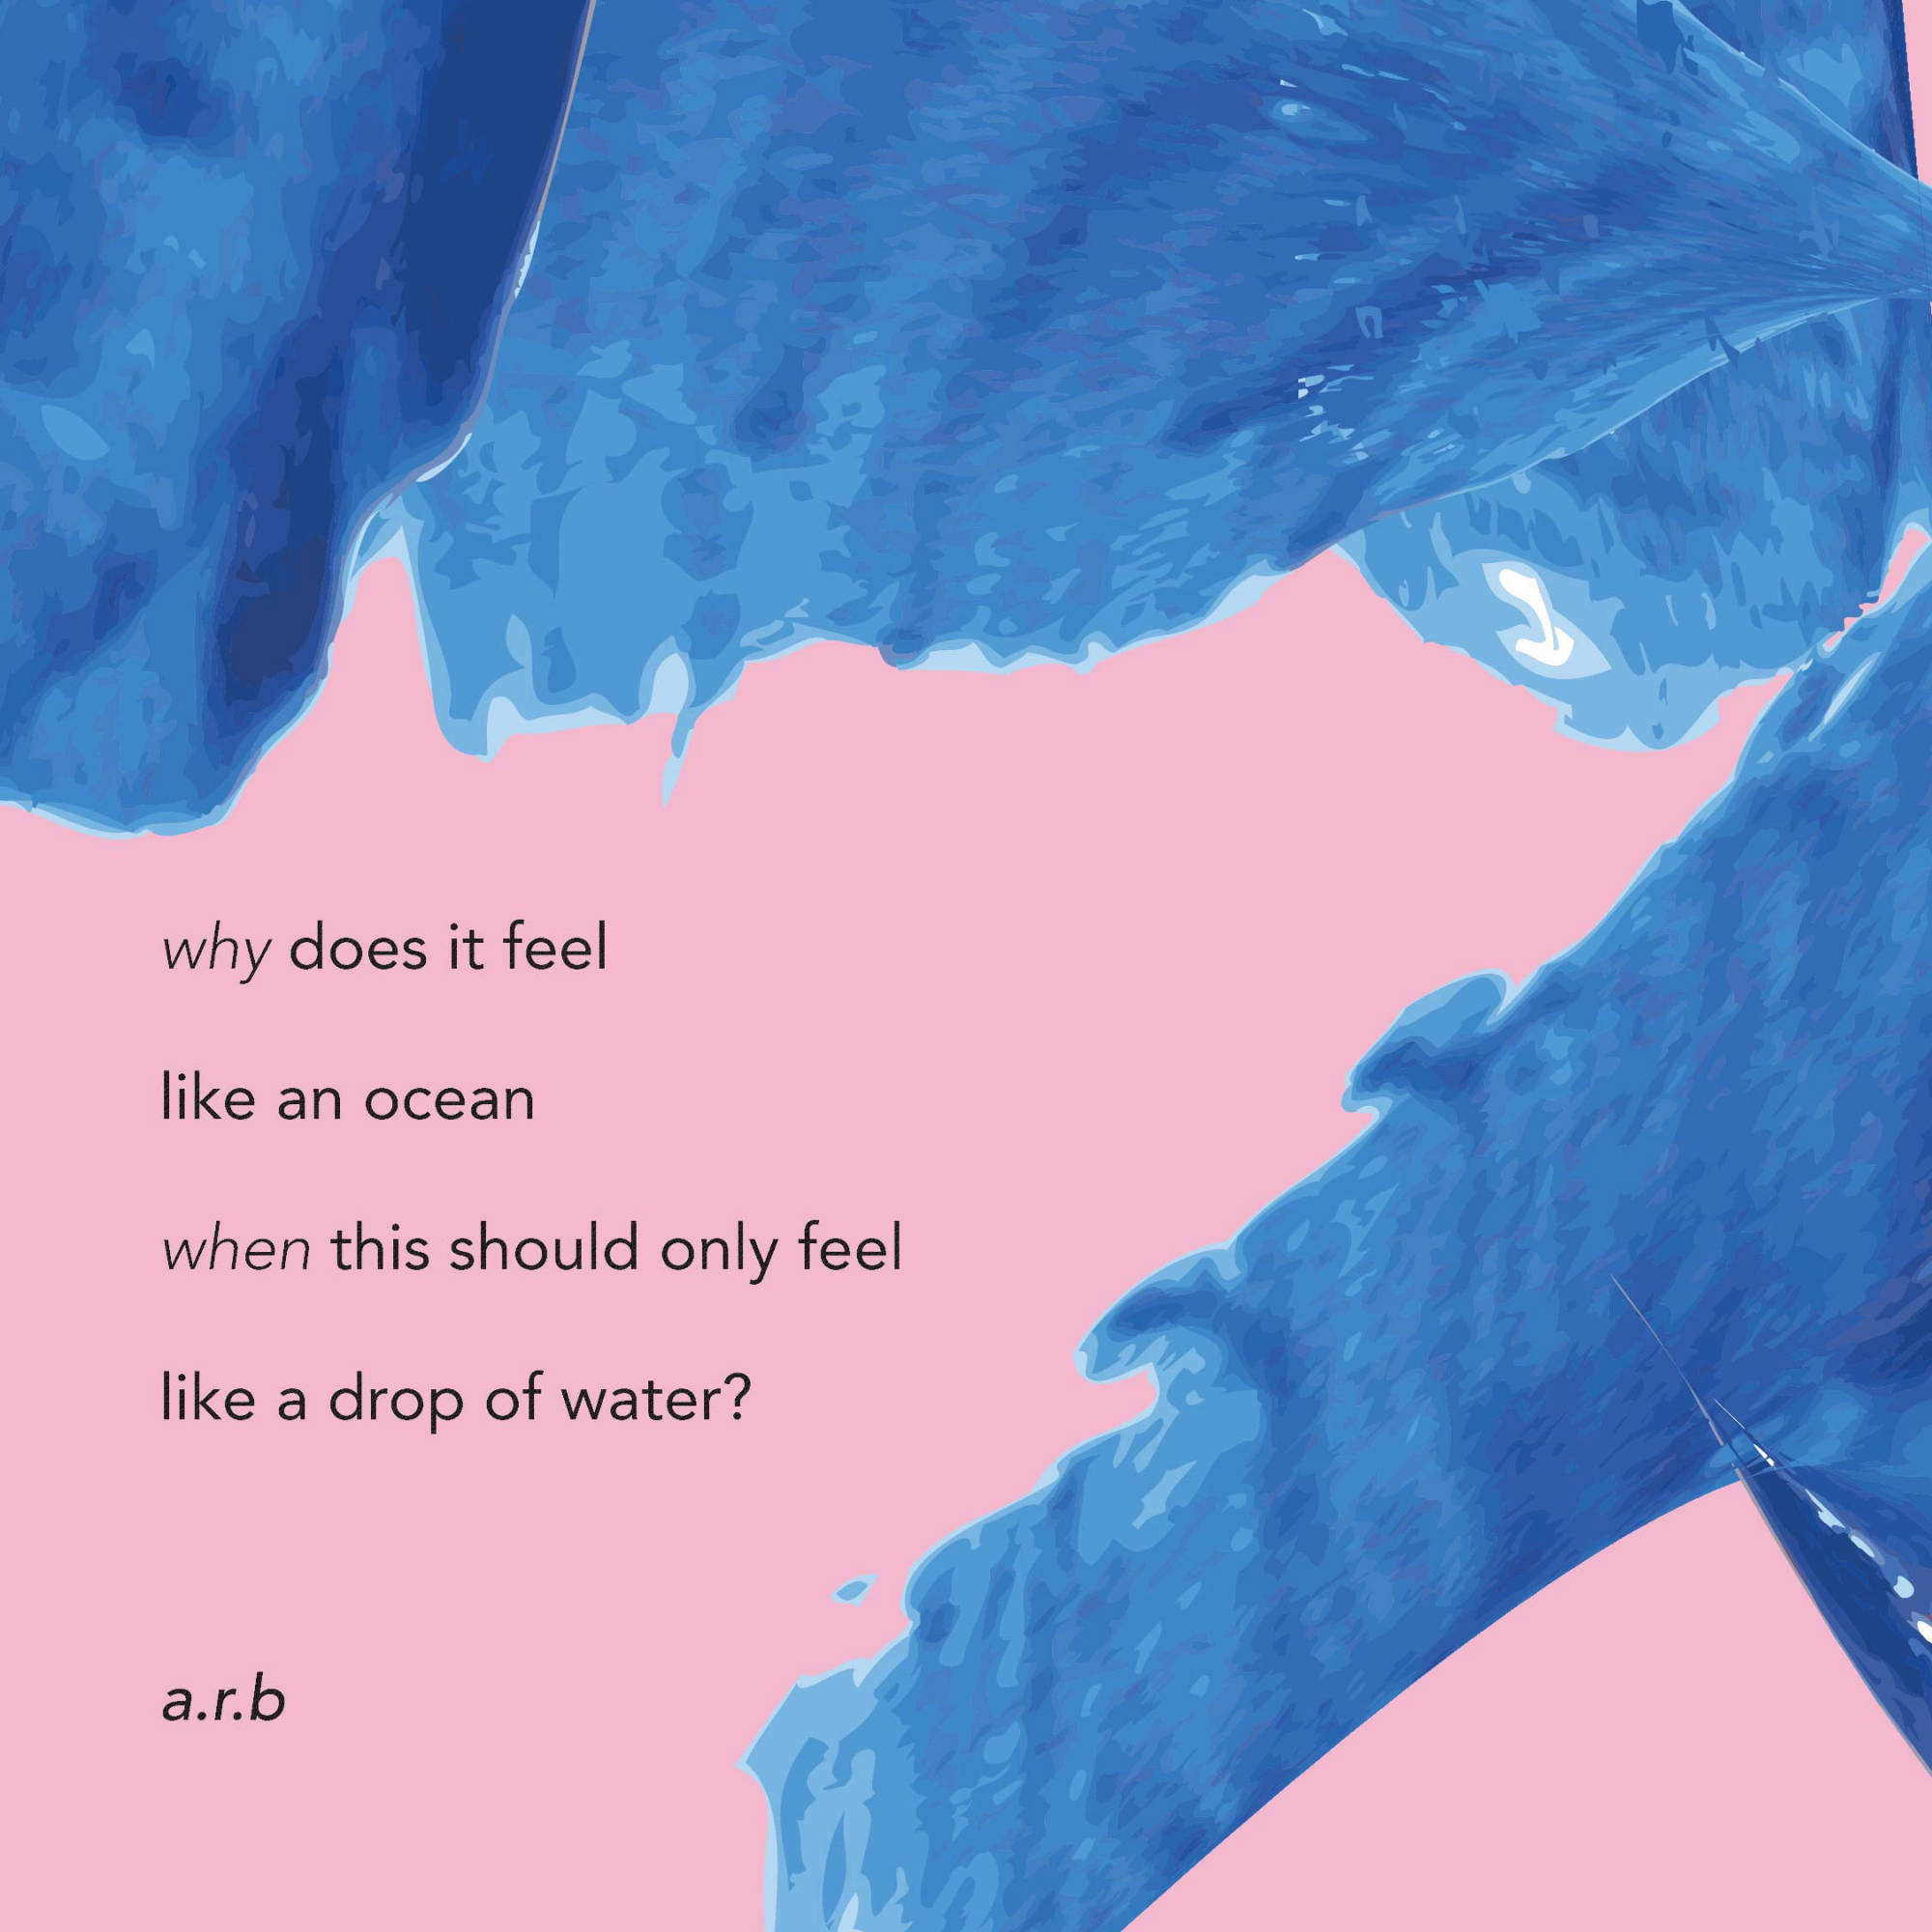 why does it feel
like an ocean
when this should only feel
like a drop of water?
a.r.b